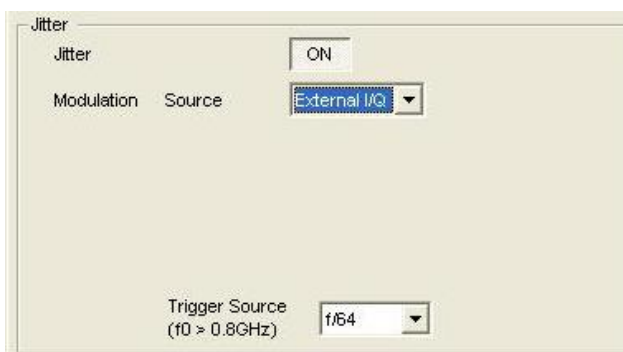 Jitter
Jitter ON
Modulation Source External I/Q
Trigger Source
(f0 > 0.8GHz) f/64